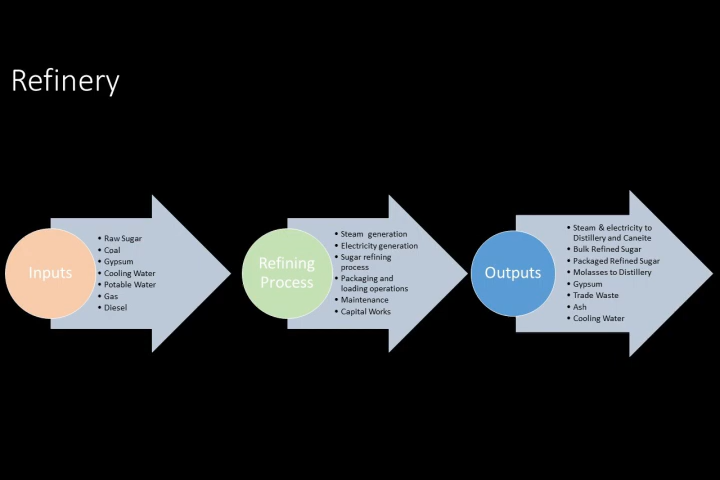 Refinery
Inputs
• Raw Sugar
• Coal
• Gypsum
• Cooling Water
• Potable Water
• Gas
• Diesel
Refining
Process
• Steam generation
• Electricity generation
• Sugar refining
process
• Packaging and
loading operations
• Maintenance
• Capital Works
Outputs
• Steam & electricity to
Distillery and Caneite
• Bulk Refined Sugar
• Packaged Refined Sugar
• Molasses to Distillery
• Gypsum
• Trade Waste
• Ash
• Cooling Water